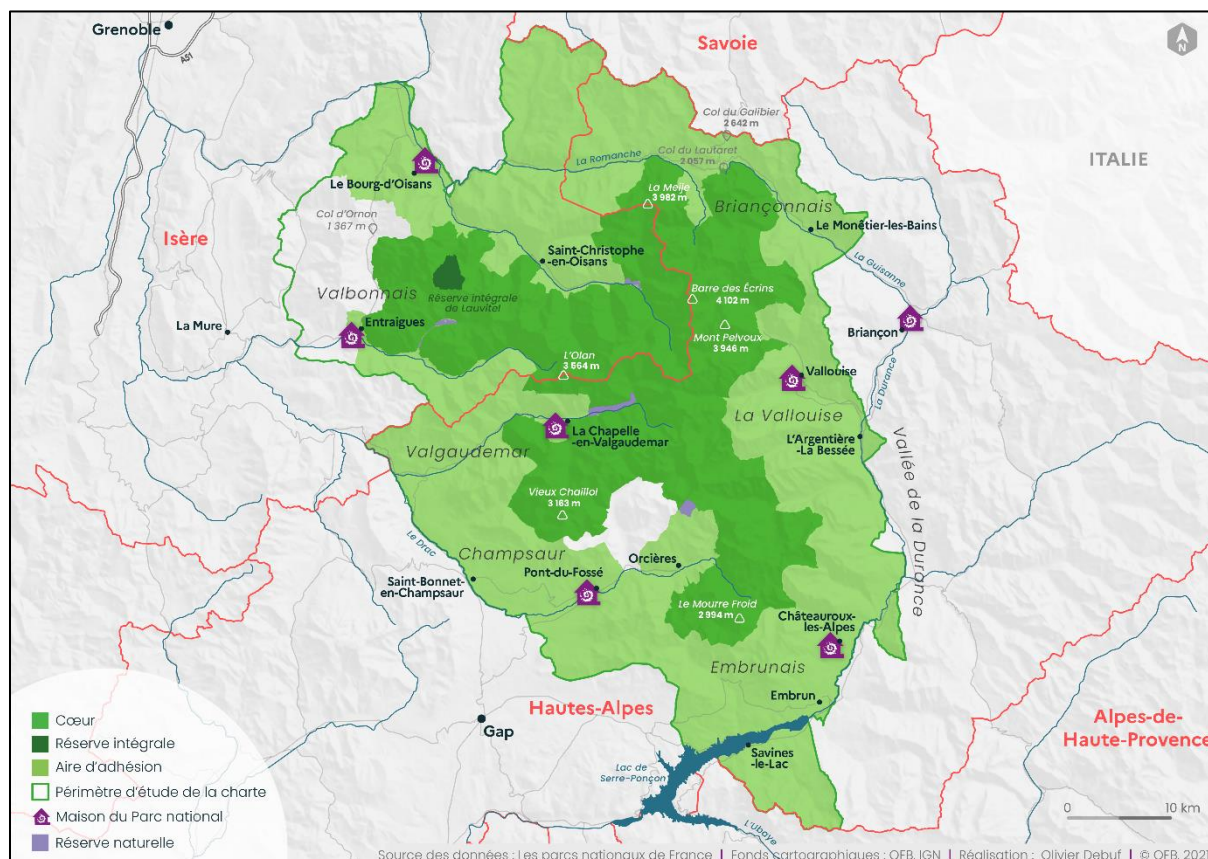 Grenoble
A51
Savoie
N
Col du Galibier
2 642 m
Col du Lautaret
2 057 m
La Romanche
ITALIE
Le Bourg-d'Oisans
La Meije
3 982 m
Briançonnais
Col d'Ornon
1 367 m
Le Monêtier-les-Bains
Isère
Saint-Christophe
-en-Oisans
La Guisanne
Valbonnais
Réserve intégrale
de Lauvitel
Barre des Écrins
4 102 m
La Mure
Entraigues
Mont Pelvoux
3 946 m
Briançon
L'Olan
3 564 m
Vallouise
La Durance
La Vallouise
La Chapelle
-en-Valgaudemar
L'Argentière
-La Bessée
Valgaudemar
Vallée de la Durance
Vieux Chaillol
3 163 m
Le Drac
Champsaur
Orcières
Saint-Bonnet-
en-Champsaur
Pont-du-Fossé
Le Mourre Froid
2 994 m
Châteauroux-
les-Alpes
Embrunais
Embrun
Hautes-Alpes
Gap
Alpes-de-
Haute-Provence
Savines
-le-Lac
Lac de
Serre-Ponçon
L'Ubaye
Cœur
Réserve intégrale
Aire d'adhésion
Périmètre d'étude de la charte
Maison du Parc national
Réserve naturelle
0 10 km
Source des données : Les parcs nationaux de France | Fonds cartographiques : OFB, IGN | Réalisation : Olivier Debuf | © OFB, 2021